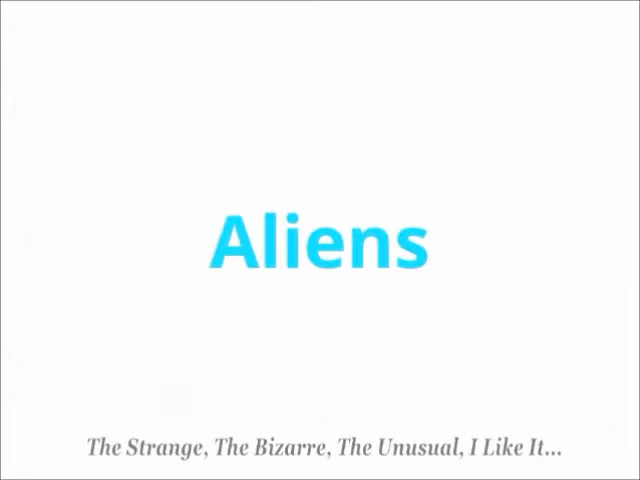 Aliens
The Strange, The Bizarre, The Unusual, I Like It...